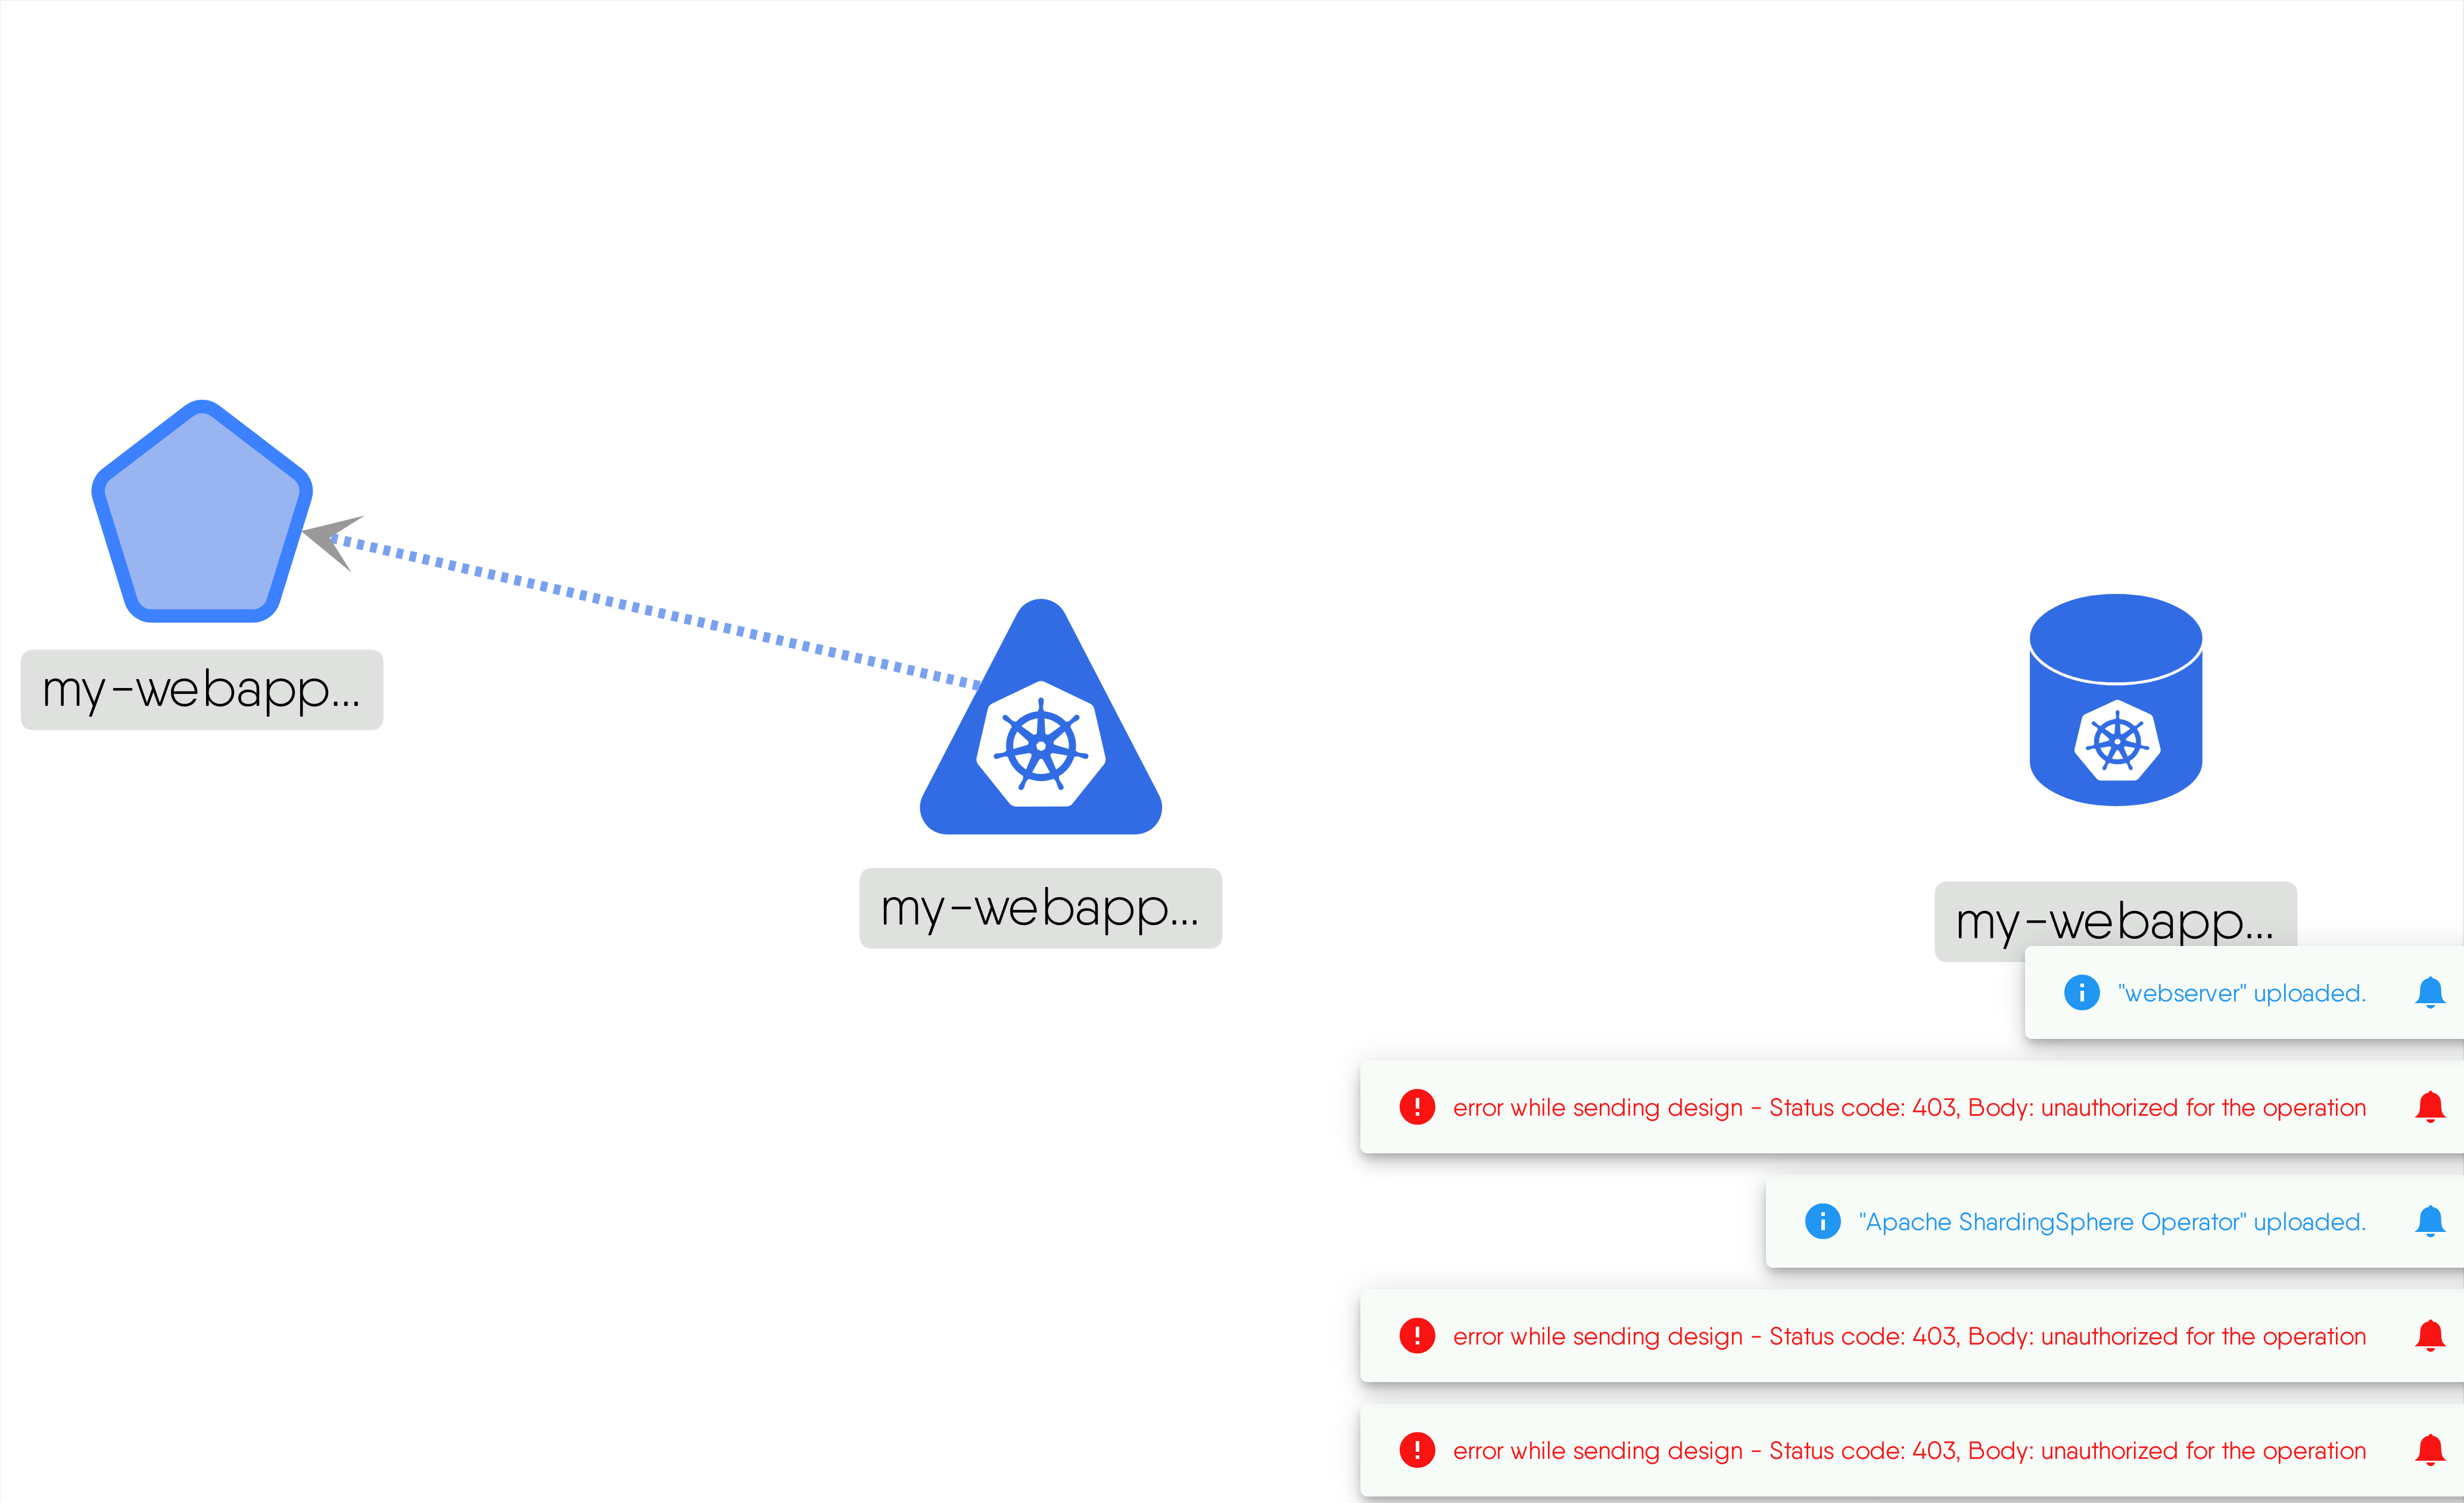 my-webapp...
my-webapp...
my-webapp...
"webserver" uploaded.
error while sending design - Status code: 403, Body: unauthorized for the operation
"Apache ShardingSphere Operator" uploaded.
error while sending design - Status code: 403, Body: unauthorized for the operation
error while sending design - Status code: 403, Body: unauthorized for the operation